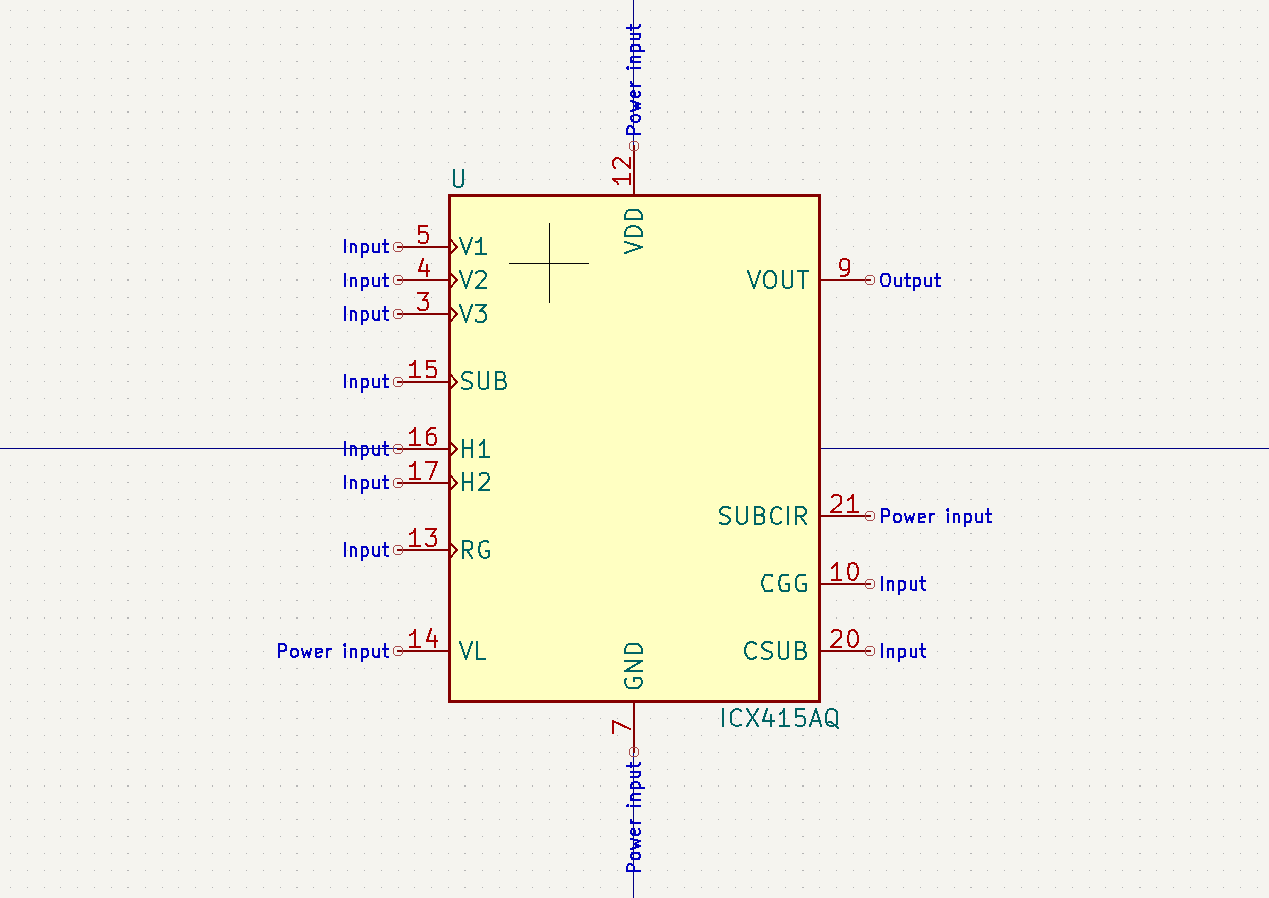 Power input
12
U
VDD
Input 5 V1
Input 4 V2
VOUT 9 Output
Input 3 V3
Input 15 SUB
Input 16 H1
Input 17 H2
SUBCIR 21 Power input
Input 13 RG
CGG 10 Input
Power input 14 VL
CSUB 20 Input
GND
ICX415AQ
7
Power input